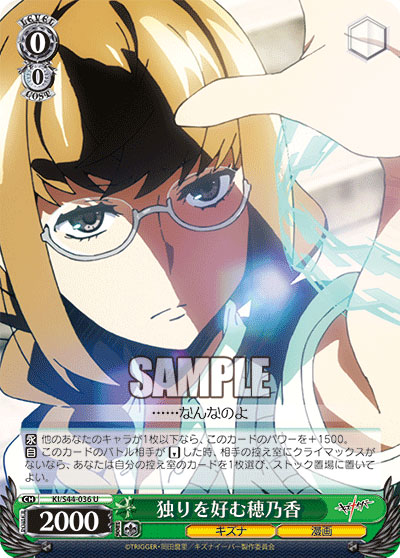 LEVEL
0
0
COST
SAMPLE
……なんなのよ
永 他のあなたのキャラが1枚以下なら、このカードのパワーを＋1500。
自 このカードのバトル相手が【】した時、相手の控え室にクライマックスが
ないなら、あなたは自分の控え室のカードを1枚選び、ストック置場に置いて
よい。
CH
KI/S44-036 U
2000
独りを好む穂乃香
キズナイーバー
キズナ
漫画
©TRIGGER・岡田麿里／キズナイーバー製作委員会